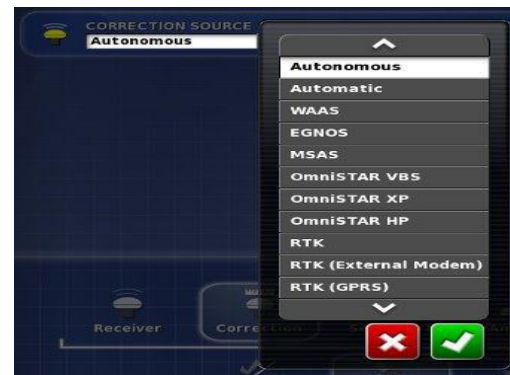 CORRECTION SOURCE
Autonomous
Autonomous
Automatic
WAAS
EGNOS
MSAS
OmniSTAR VBS
OmniSTAR XP
OmniSTAR HP
RTK
RTK (External Modem)
RTK (GPRS)
Receiver